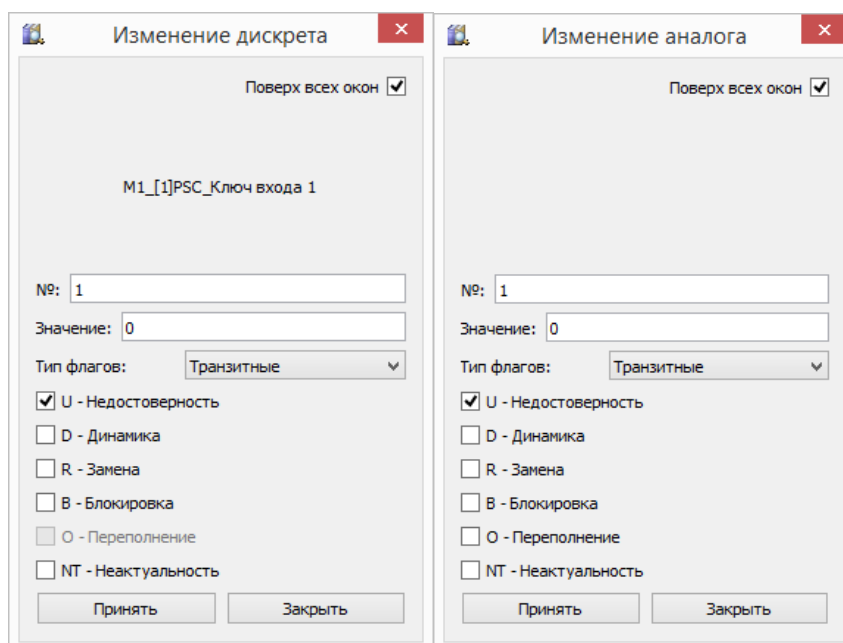 Изменение дискрета
Поверх всех окон
M1_[1]PSC_Ключ входа 1
№: 1
Значение: 0
Тип флагов: Транзитные
U - Недостоверность
D - Динамика
R - Замена
B - Блокировка
O - Переполнение
NT - Неактуальность
Принять Закрыть
Изменение аналога
Поверх всех окон
№: 1
Значение: 0
Тип флагов: Транзитные
U - Недостоверность
D - Динамика
R - Замена
B - Блокировка
O - Переполнение
NT - Неактуальность
Принять Закрыть